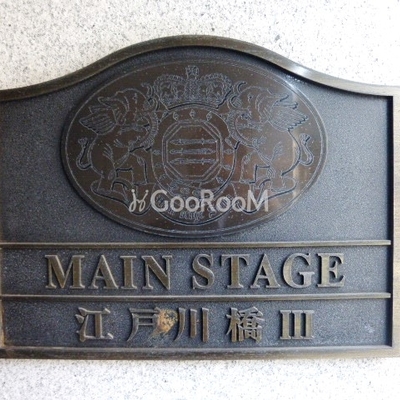 GooRooM
MAIN STAGE
江戸川橋 III